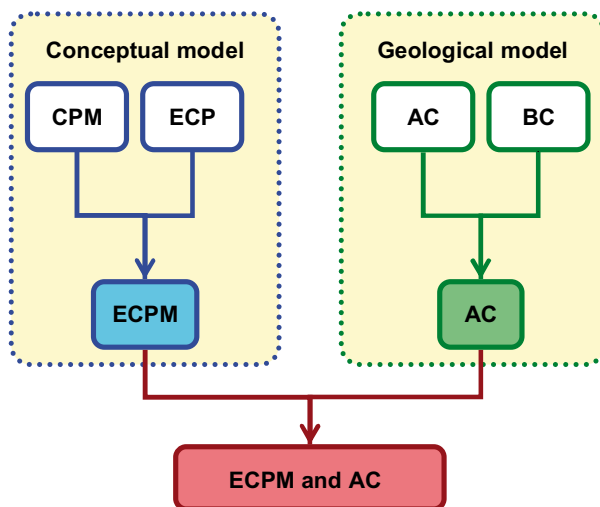 Conceptual model
Geological model
CPM
ECP
AC
BC
ECPM
AC
ECPM and AC